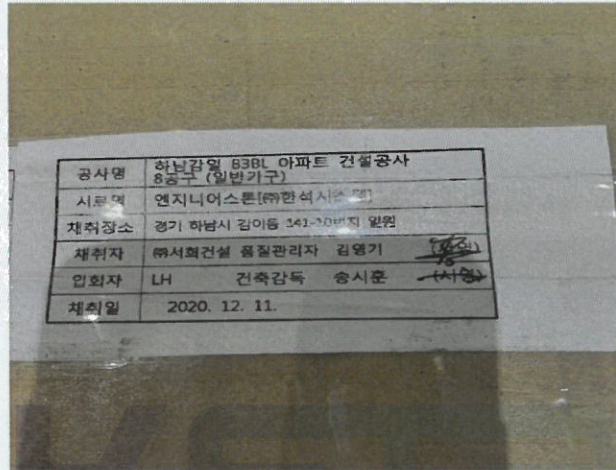 공사명 하남감일 B3BL 아파트 건설공사
8공구 (일반가구)
시료명 엔지니어스톤[㈜한석시스템]
채취장소 경기 하남시 감이동 141-10번지 일원
채취자 ㈜서희건설 품질관리자 김영기
입회자 LH 건축감독 송시훈 (서명)
채취일 2020. 12. 11.